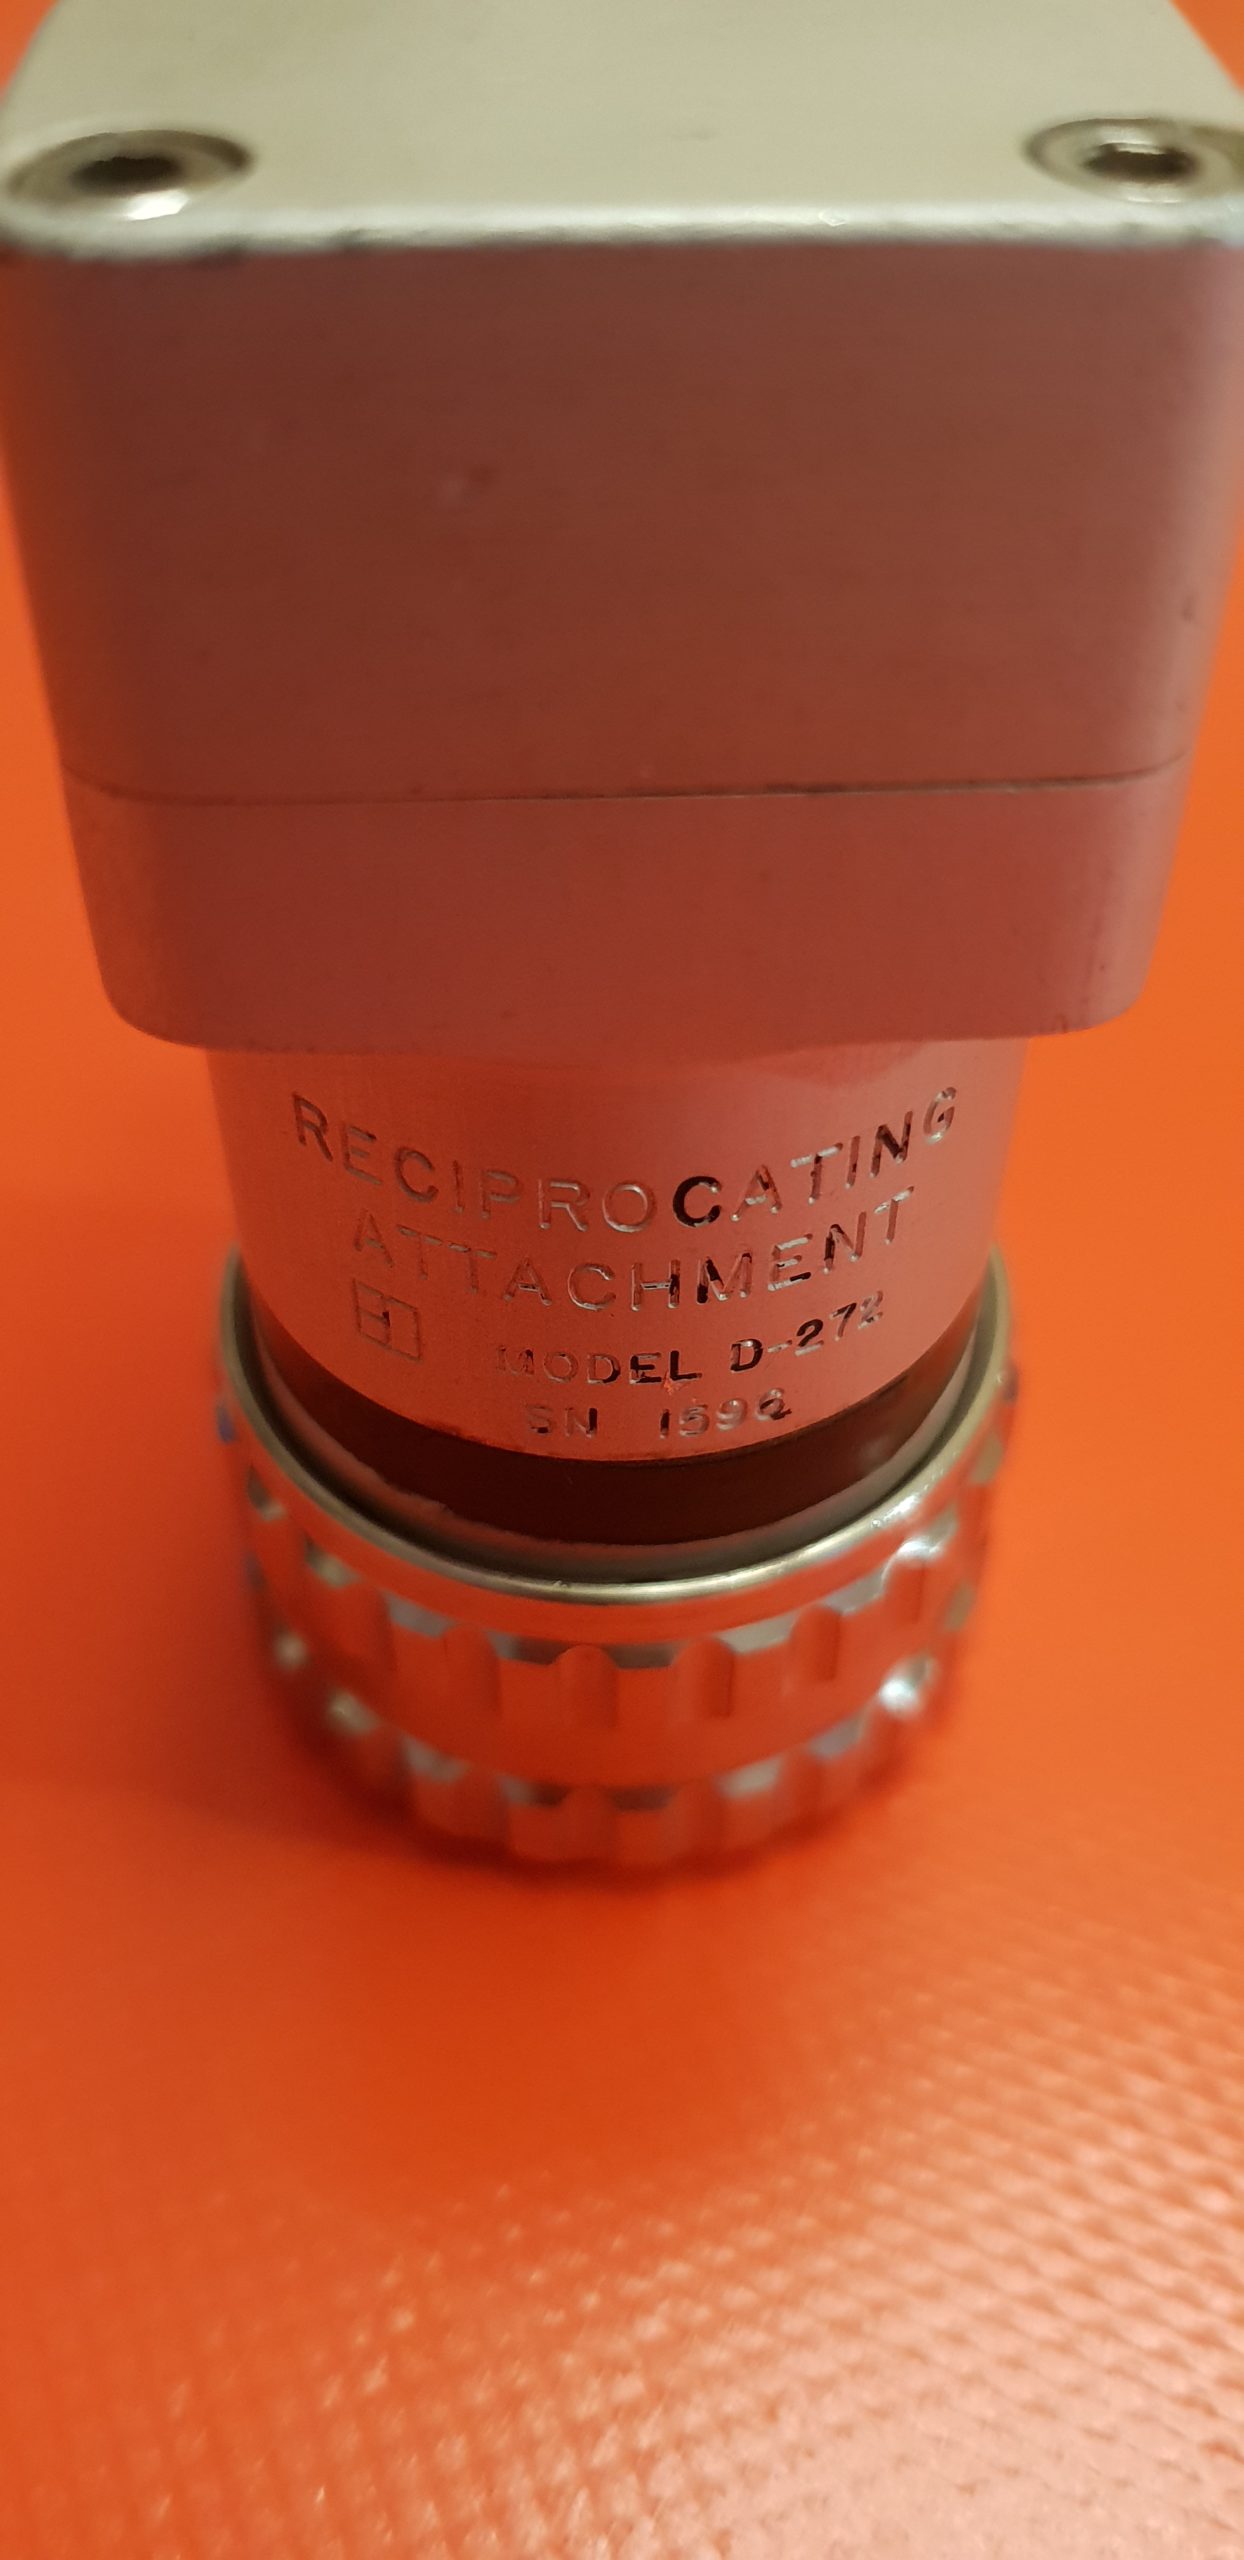 RECIPROCATING
ATTACHMENT
MODEL D-272
SN 1596